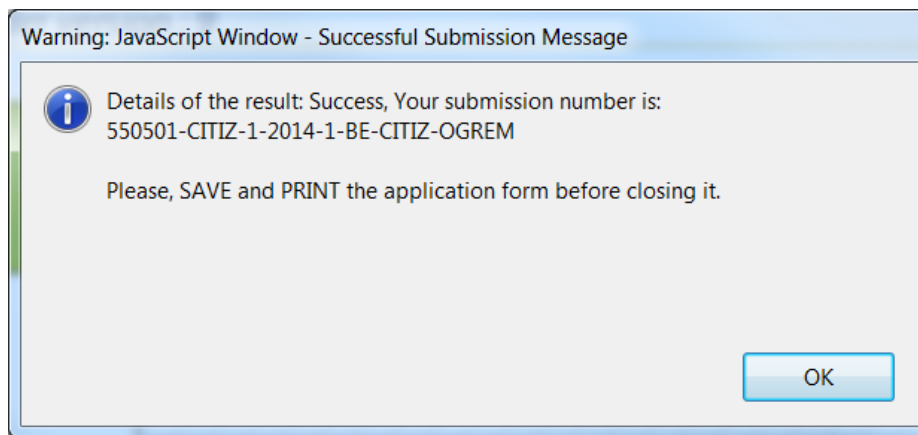 Warning: JavaScript Window - Successful Submission Message
Details of the result: Success, Your submission number is:
550501-CITIZ-1-2014-1-BE-CITIZ-OGREM
Please, SAVE and PRINT the application form before closing it.
OK